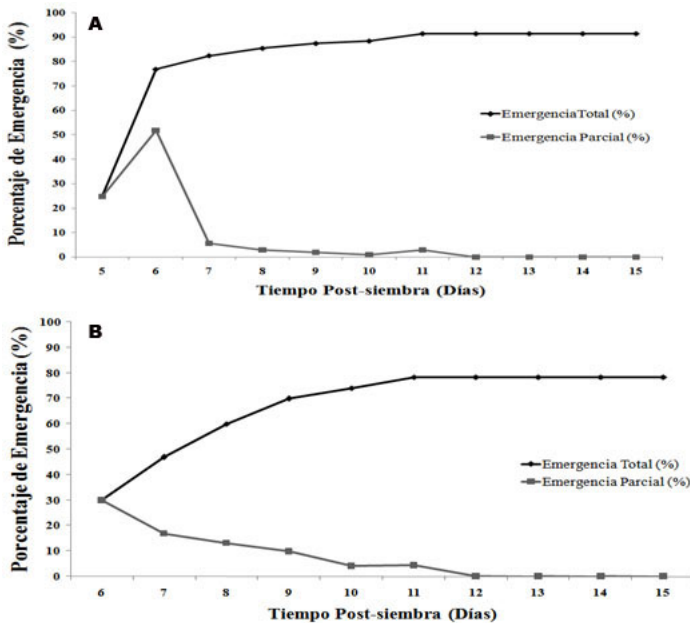 A
Porcentaje de Emergencia (%)
100
90
80
70
60
50
40
30
20
10
0
EmergenciaTotal (%)
Emergencia Parcial (%)
5 6 7 8 9 10 11 12 13 14 15
Tiempo Post-siembra (Días)
B
Porcentaje de Emergencia (%)
100
90
80
70
60
50
40
30
20
10
0
Emergencia Total (%)
Emergencia Parcial (%)
6 7 8 9 10 11 12 13 14 15
Tiempo Post-siembra (Días)